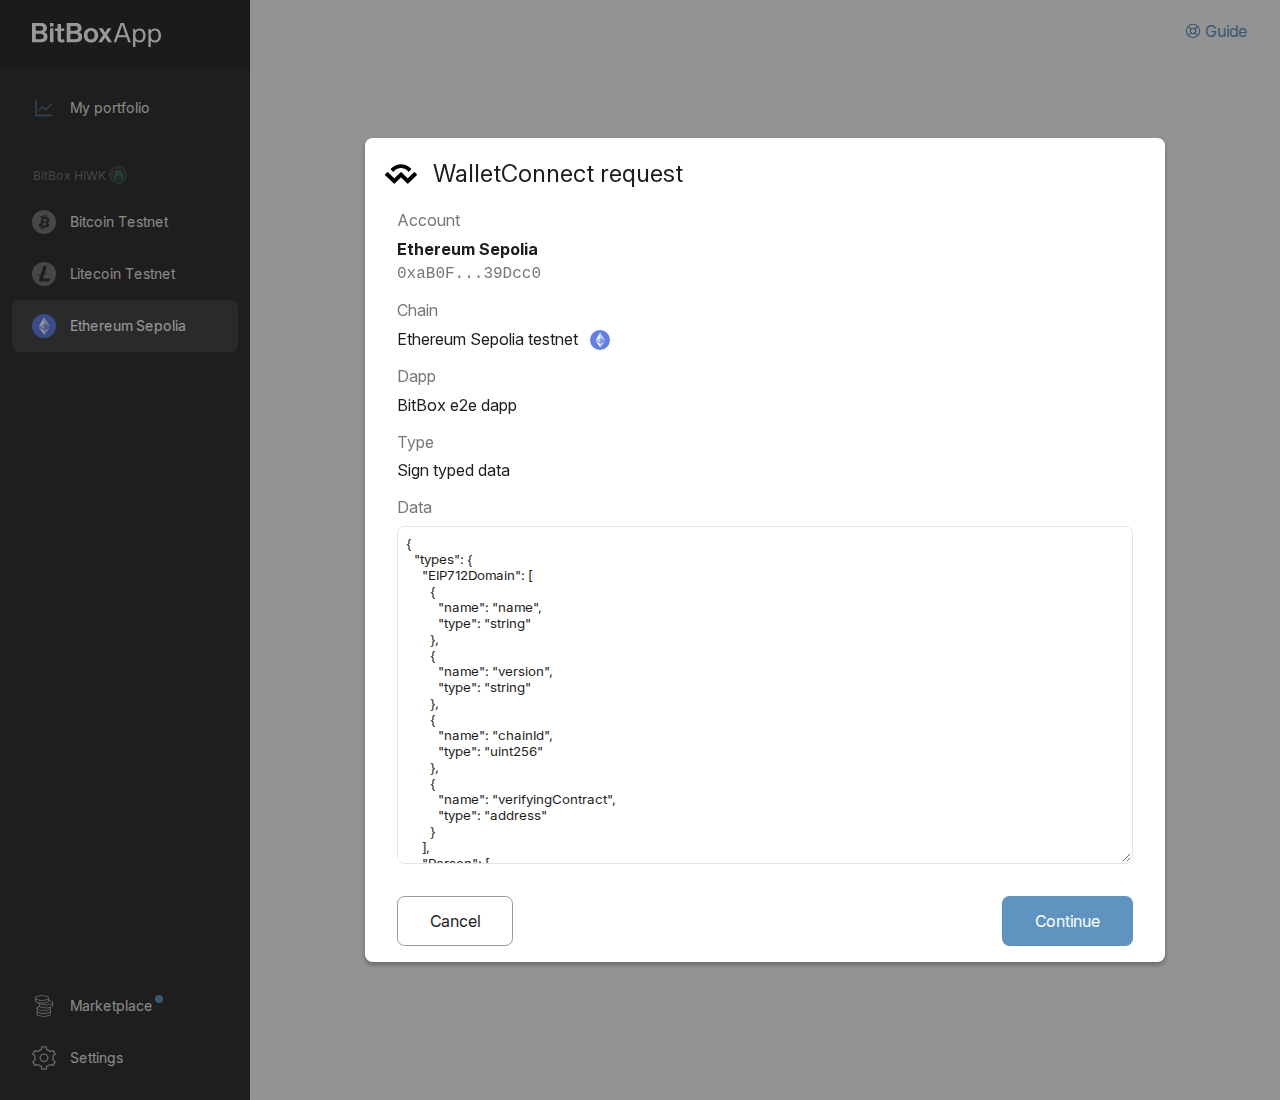 BitBoxApp
Guide
My portfolio
BitBox HIWK
Bitcoin Testnet
Litecoin Testnet
Ethereum Sepolia
WalletConnect request
Account
Ethereum Sepolia
0xaB0F...39Dcc0
Chain
Ethereum Sepolia testnet
Dapp
BitBox e2e dapp
Type
Sign typed data
Data
{
"types": {
"EIP712Domain": [
{
"name": "name",
"type": "string"
},
{
"name": "version",
"type": "string"
},
{
"name": "chainId",
"type": "uint256"
},
{
"name": "verifyingContract",
"type": "address"
}
],
"Person": [
Cancel
Continue
Marketplace
Settings